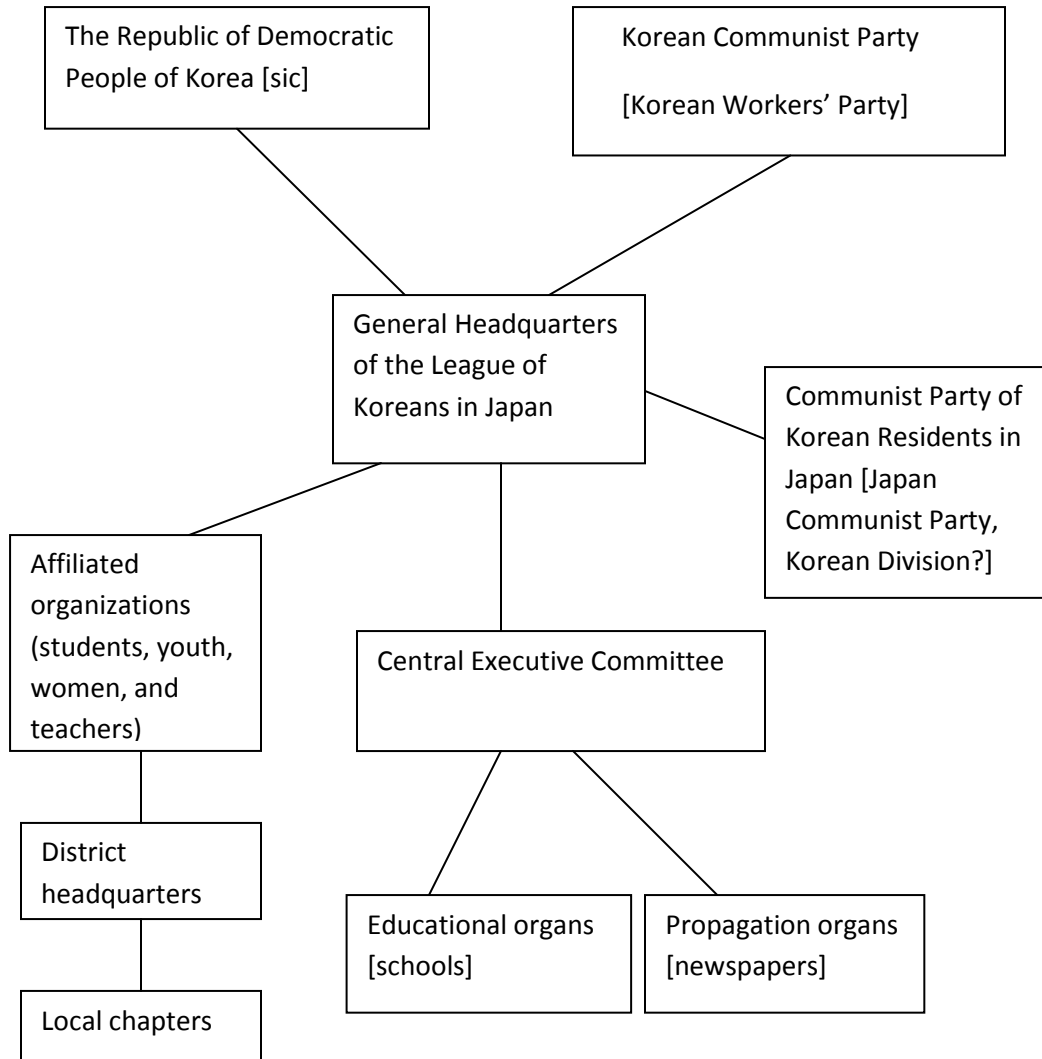 The Republic of Democratic
People of Korea [sic]
Korean Communist Party
[Korean Workers’ Party]
General Headquarters
of the League of
Koreans in Japan
Communist Party of
Korean Residents in
Japan [Japan
Communist Party,
Korean Division?]
Affiliated
organizations
(students, youth,
women, and
teachers)
Central Executive Committee
District
headquarters
Educational organs
[schools]
Propagation organs
[newspapers]
Local chapters